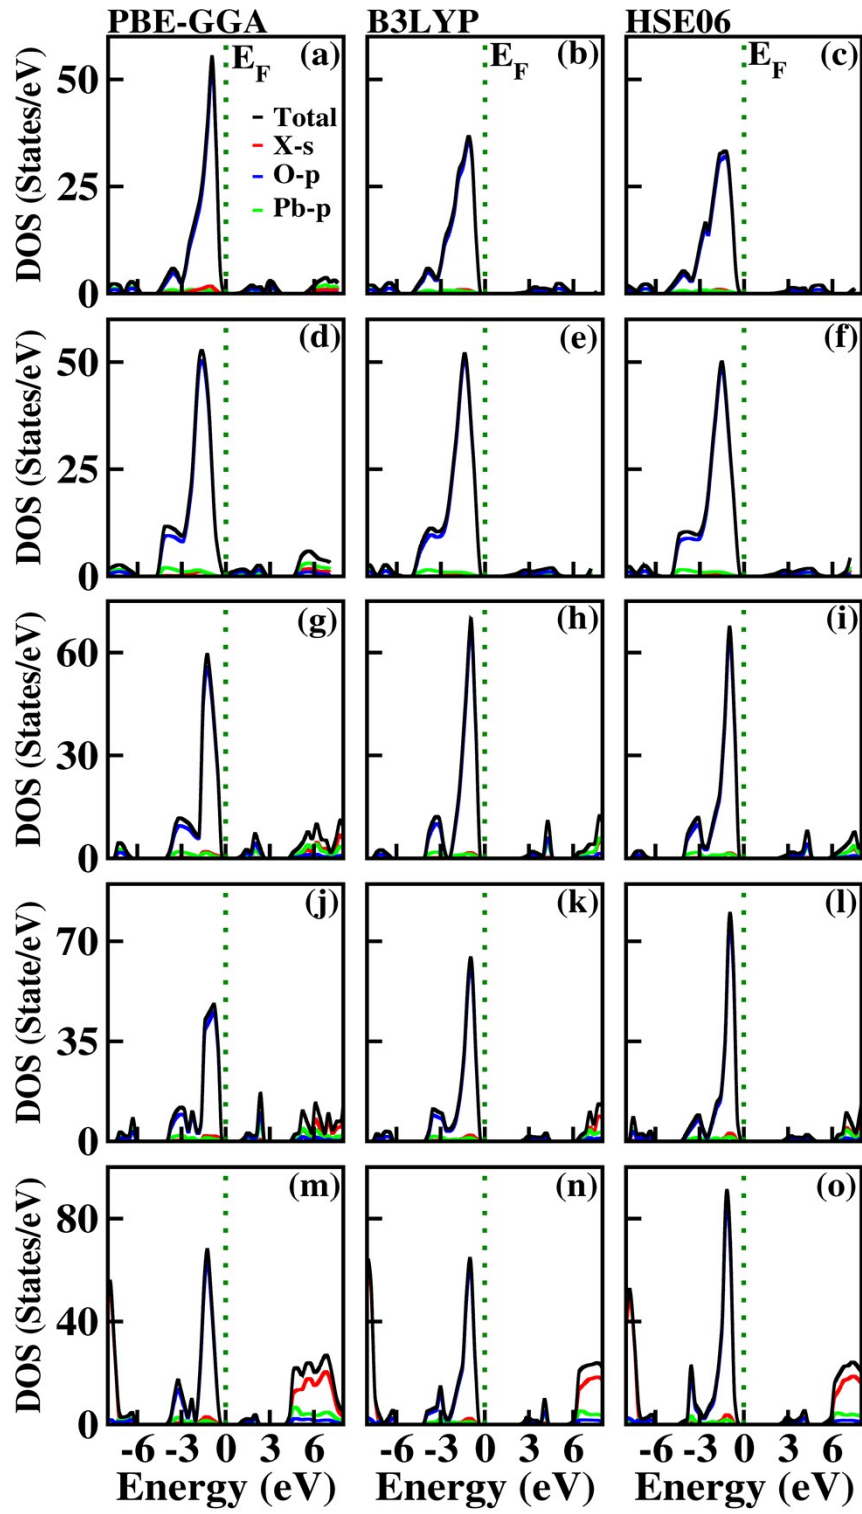 PBE-GGA B3LYP HSE06
DOS (States/eV) 50 25 0 E_F (a) E_F (b) E_F (c)
Total
X-s
O-p
Pb-p
DOS (States/eV) 50 25 0 (d) (e) (f)
DOS (States/eV) 60 30 0 (g) (h) (i)
DOS (State/eV) 70 35 0 (j) (k) (l)
DOS (States/eV) 80 40 0 (m) (n) (o)
-6 -3 0 3 6 -6 -3 0 3 6 -6 -3 0 3 6
Energy (eV) Energy (eV) Energy (eV)